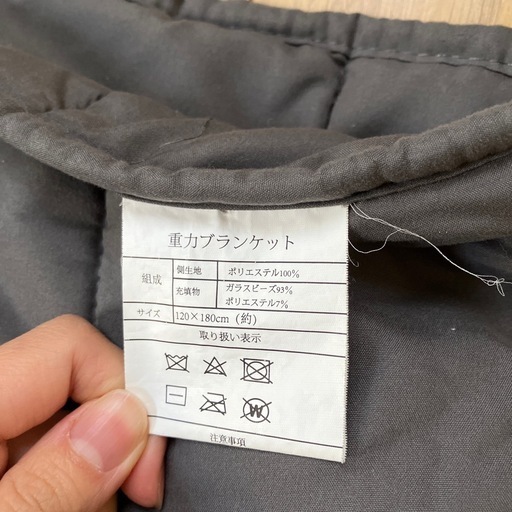 重力ブランケット
組成 側生地 ポリエステル100%
充填物 ガラスビーズ93%
ポリエステル7%
サイズ 120×180cm (約)
取り扱い表示
W
注意事項